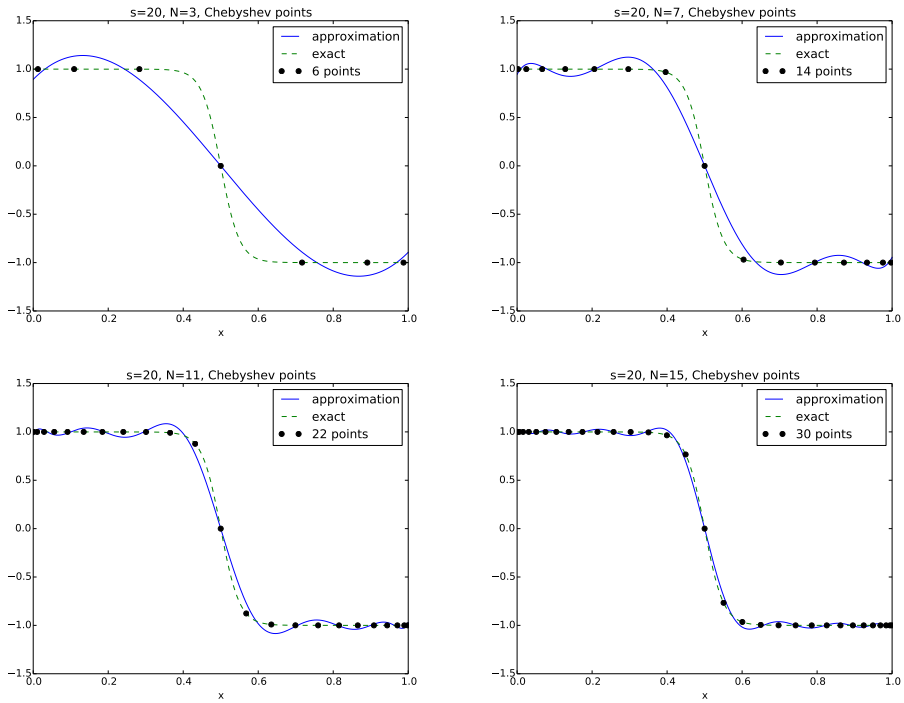 s=20, N=3, Chebyshev points
1.5
1.0
0.5
0.0
−0.5
−1.0
−1.5
0.0 0.2 0.4 0.6 0.8 1.0
x
approximation
exact
6 points
s=20, N=7, Chebyshev points
1.5
1.0
0.5
0.0
−0.5
−1.0
−1.5
0.0 0.2 0.4 0.6 0.8 1.0
x
approximation
exact
14 points
s=20, N=11, Chebyshev points
1.5
1.0
0.5
0.0
−0.5
−1.0
−1.5
0.0 0.2 0.4 0.6 0.8 1.0
x
approximation
exact
22 points
s=20, N=15, Chebyshev points
1.5
1.0
0.5
0.0
−0.5
−1.0
−1.5
0.0 0.2 0.4 0.6 0.8 1.0
x
approximation
exact
30 points